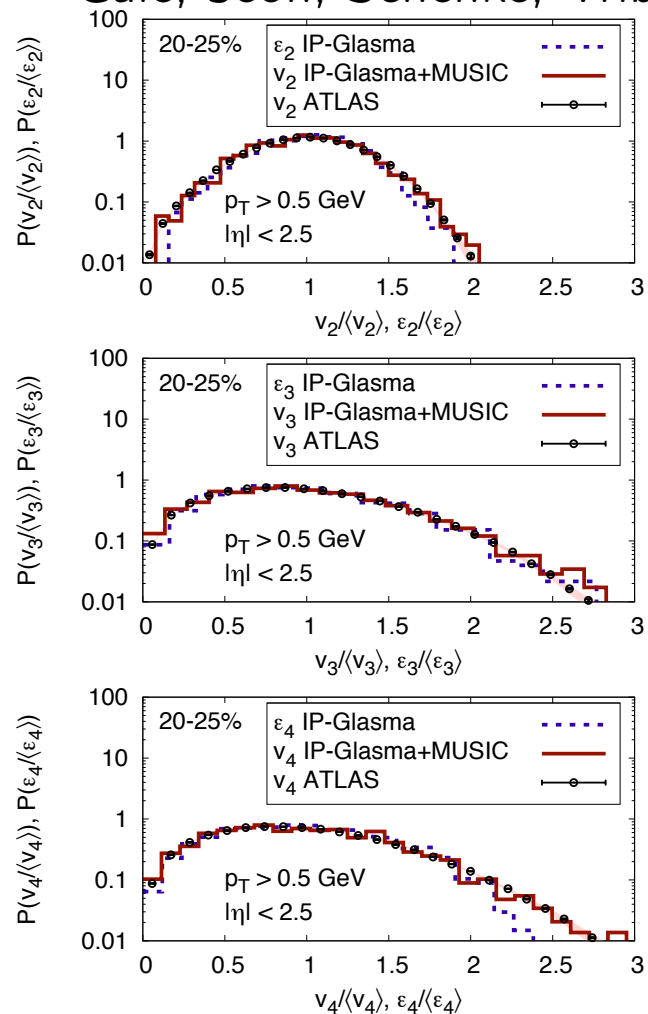 20-25%
ε2 IP-Glasma
v2 IP-Glasma+MUSIC
v2 ATLAS
pT > 0.5 GeV
|η| < 2.5
P(v2/⟨v2⟩), P(ε2/⟨ε2⟩)
100
10
1
0.1
0.01
0 0.5 1 1.5 2 2.5 3
v2/⟨v2⟩, ε2/⟨ε2⟩
20-25%
ε3 IP-Glasma
v3 IP-Glasma+MUSIC
v3 ATLAS
pT > 0.5 GeV
|η| < 2.5
P(v3/⟨v3⟩), P(ε3/⟨ε3⟩)
100
10
1
0.1
0.01
0 0.5 1 1.5 2 2.5 3
v3/⟨v3⟩, ε3/⟨ε3⟩
20-25%
ε4 IP-Glasma
v4 IP-Glasma+MUSIC
v4 ATLAS
pT > 0.5 GeV
|η| < 2.5
P(v4/⟨v4⟩), P(ε4/⟨ε4⟩)
100
10
1
0.1
0.01
0 0.5 1 1.5 2 2.5 3
v4/⟨v4⟩, ε4/⟨ε4⟩